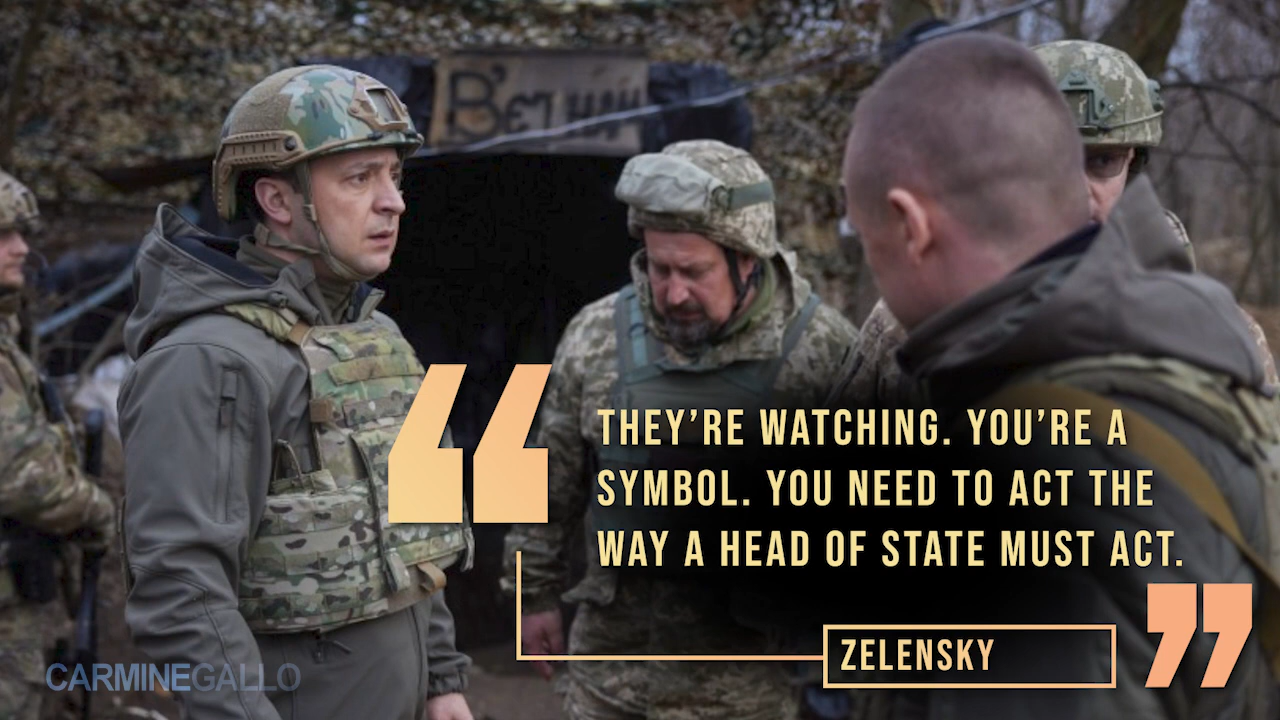 В'єтнам
“
THEY’RE WATCHING. YOU’RE A
SYMBOL. YOU NEED TO ACT THE
WAY A HEAD OF STATE MUST ACT.
”
ZELENSKY
CARMINEGALLO